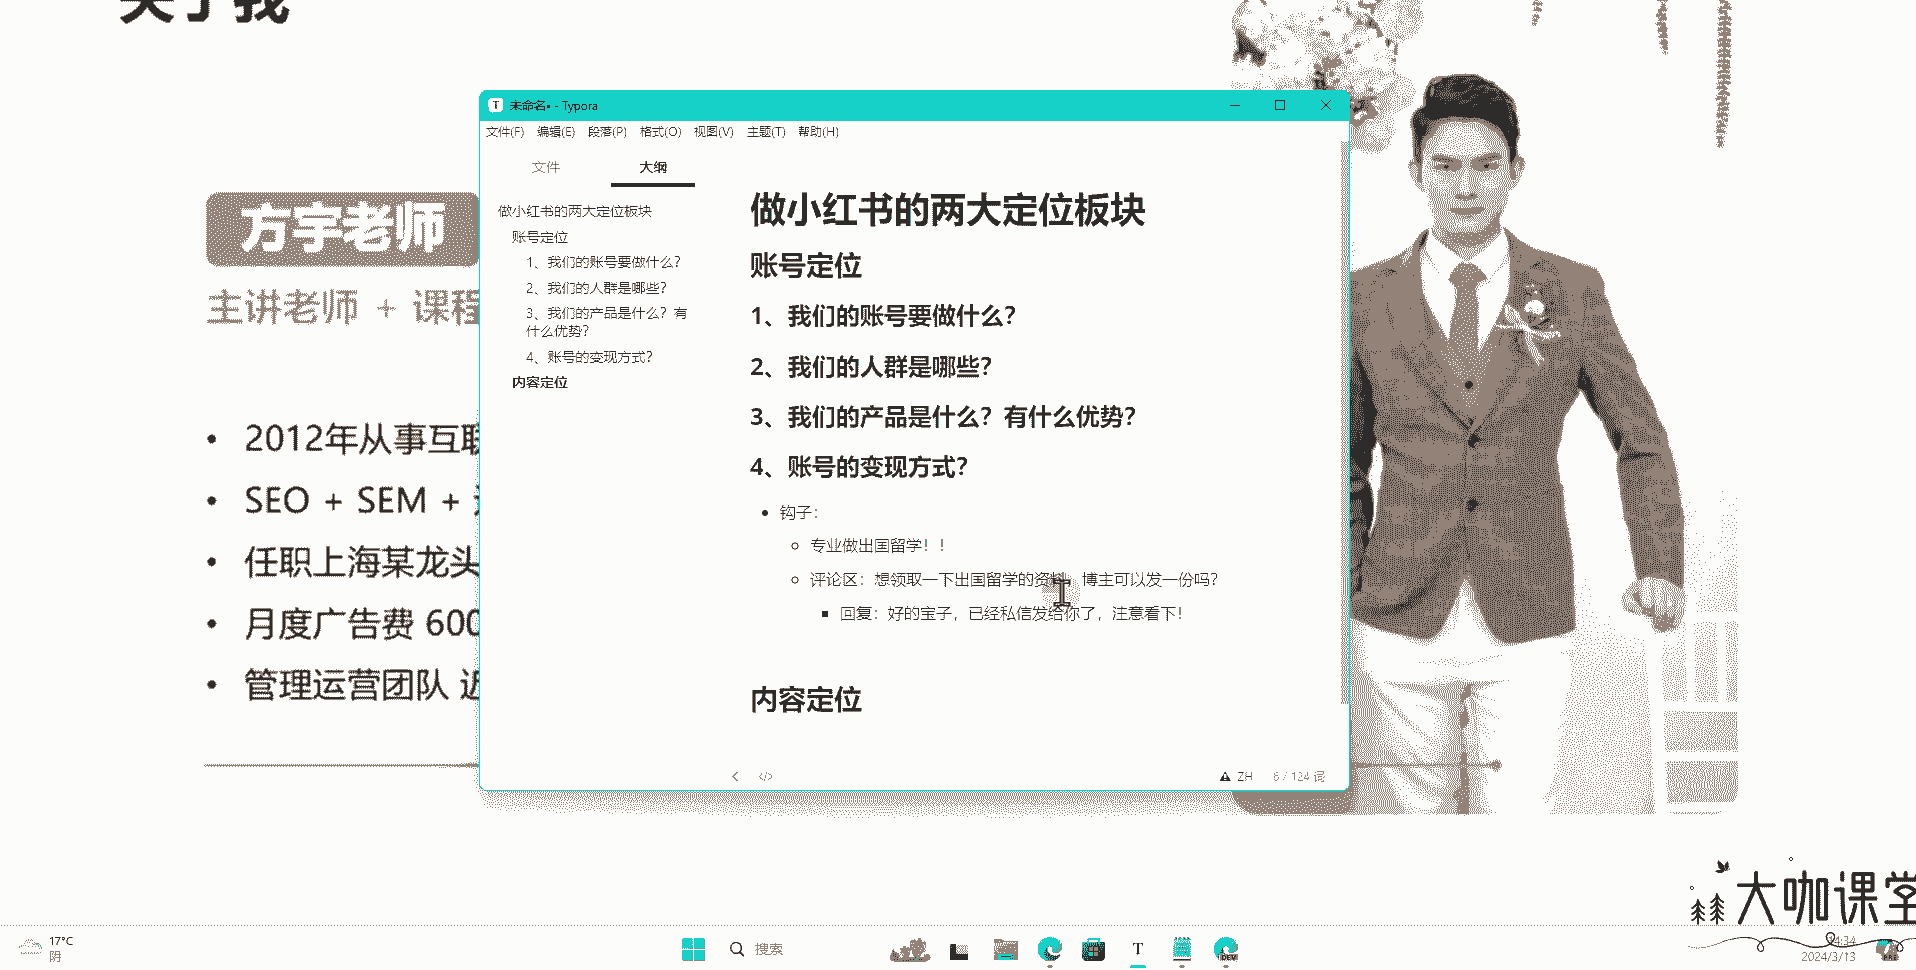 关于我
方宇老师
主讲老师 + 课程
2012年从事互联
SEO + SEM +
任职上海某龙头
月度广告费 600
管理运营团队 近
未命名• - Typora
文件(F) 编辑(E) 段落(P) 格式(O) 视图(V) 主题(T) 帮助(H)
文件 大纲
做小红书的两大定位板块
账号定位
1、我们的账号要做什么？
2、我们的人群是哪些？
3、我们的产品是什么？有
什么优势？
4、账号的变现方式？
内容定位
做小红书的两大定位板块
账号定位
1、我们的账号要做什么？
2、我们的人群是哪些？
3、我们的产品是什么？有什么优势？
4、账号的变现方式？
钩子：
专业做出国留学！！
评论区：想领取一下出国留学的资料，博主可以发一份吗？
回复：好的宝子，已经私信发给你了，注意看下！
内容定位
ZH 6 / 124 词
大咖课堂
17°C
阴
搜索
T
DEV
14:34
2024/3/13
PRE